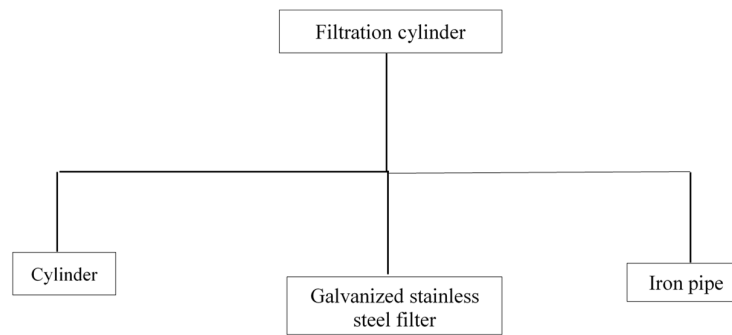 Filtration cylinder
Cylinder
Galvanized stainless
steel filter
Iron pipe